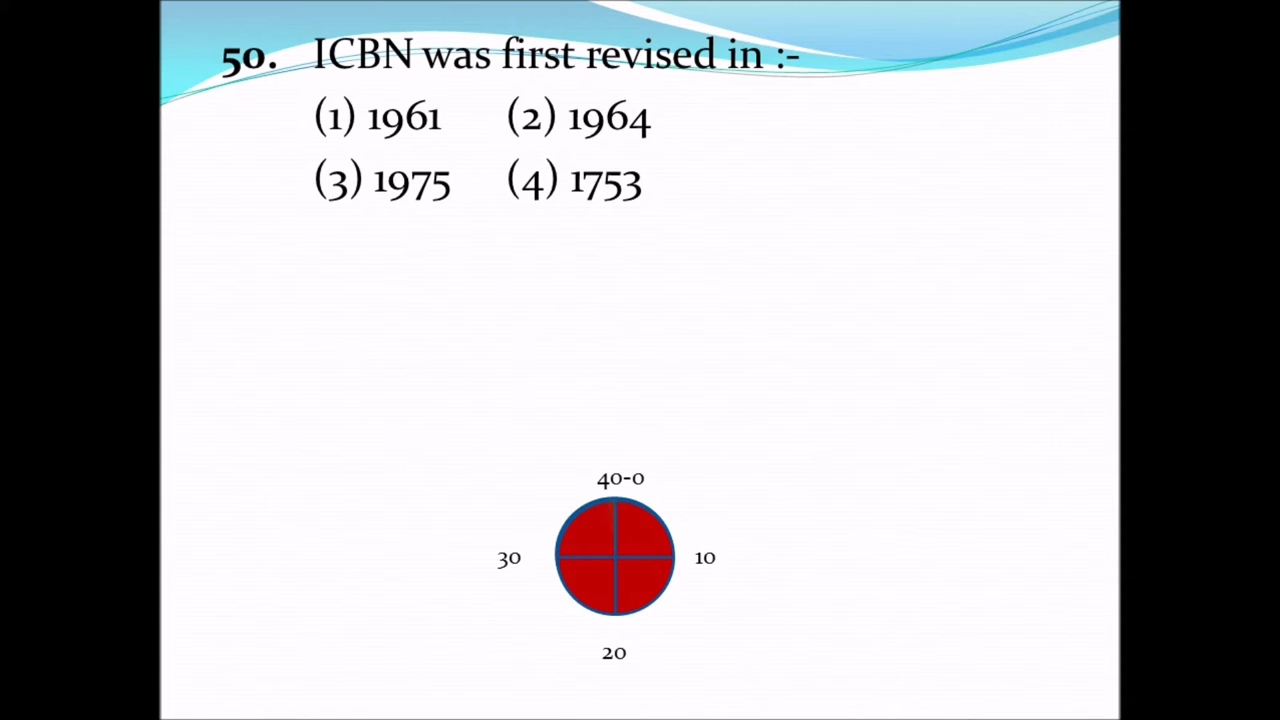 50. ICBN was first revised in :-
(1) 1961 (2) 1964
(3) 1975 (4) 1753
40-0
30 10
20